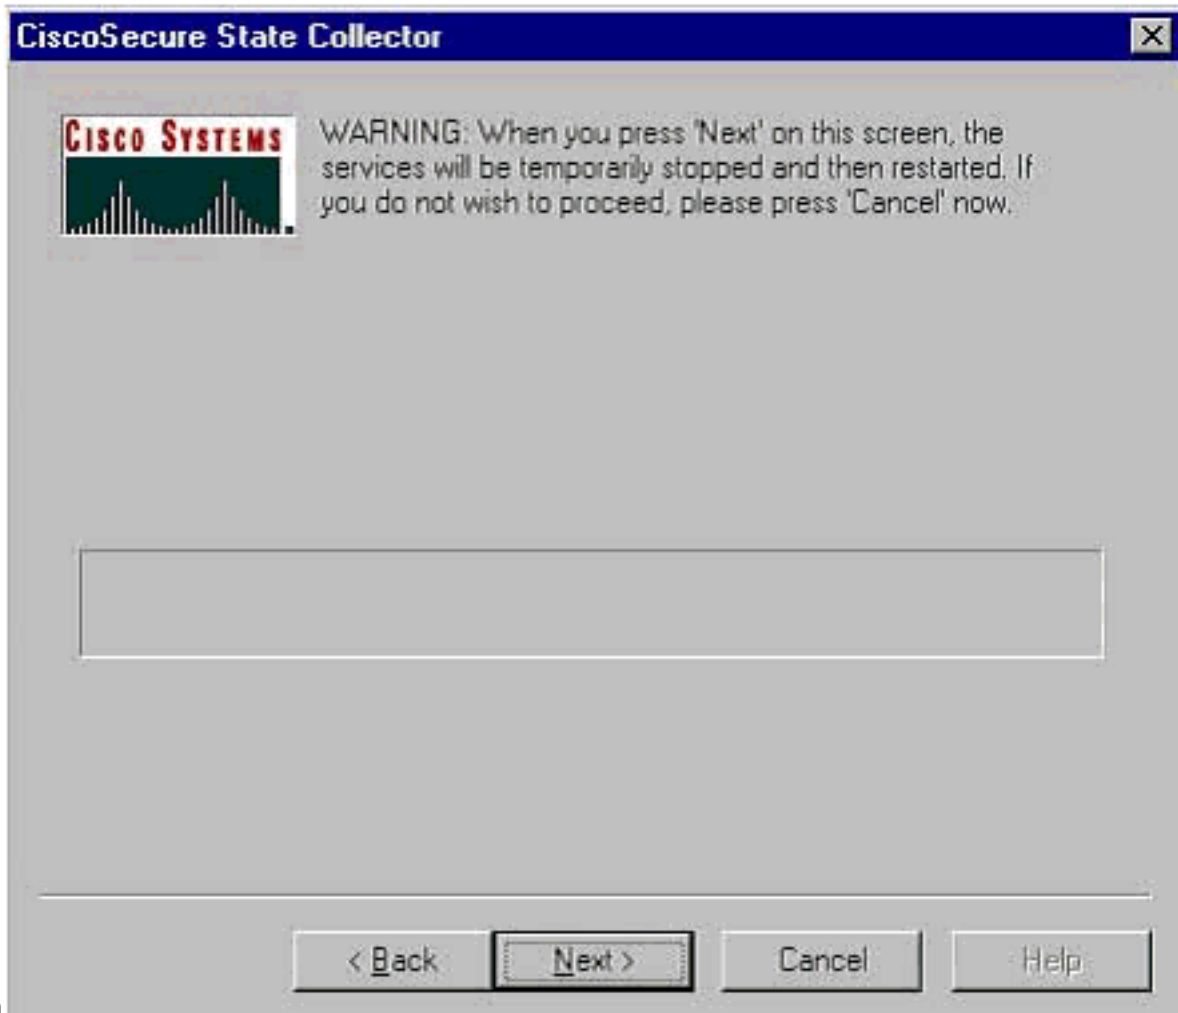 CiscoSecure State Collector
CISCO SYSTEMS
WARNING: When you press 'Next' on this screen, the
services will be temporarily stopped and then restarted. If
you do not wish to proceed, please press 'Cancel' now.
< Back Next > Cancel Help